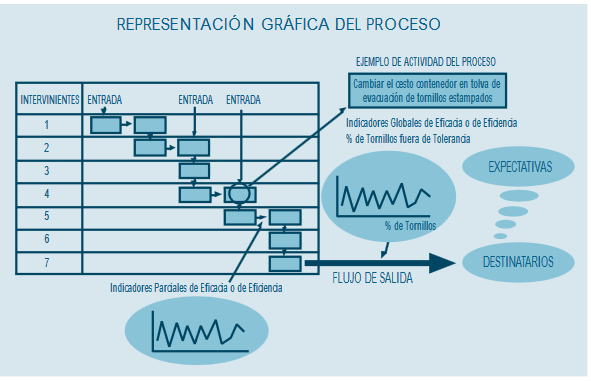 REPRESENTACIÓN GRÁFICA DEL PROCESO
EJEMPLO DE ACTIVIDAD DEL PROCESO
Cambiar el cesto contenedor en tolva de
evacuación de tornillos estampados
INTERVINIENTES ENTRADA ENTRADA ENTRADA
1
2
3
4
5
6
7
Indicadores Globales de Eficacia o de Eficiencia
% de Tornillos fuera de Tolerancia
% de Tornillos
EXPECTATIVAS
DESTINATARIOS
FLUJO DE SALIDA
Indicadores Parciales de Eficacia o de Eficiencia